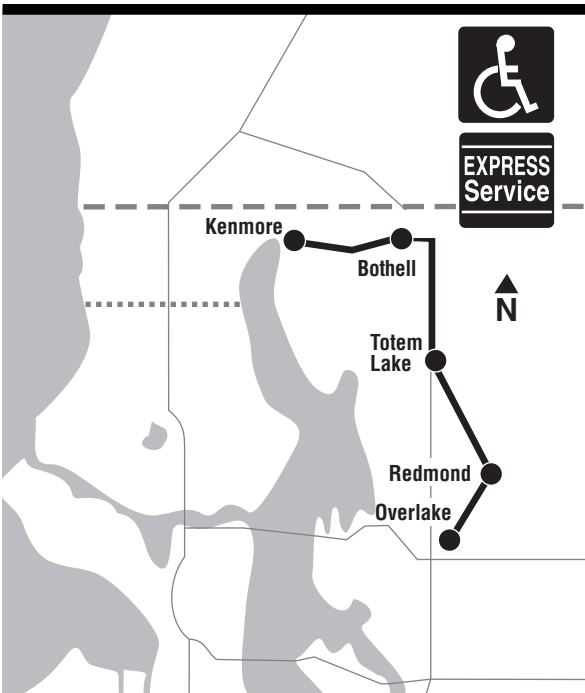 EXPRESS
Service
Kenmore
Bothell
N
Totem
Lake
Redmond
Overlake